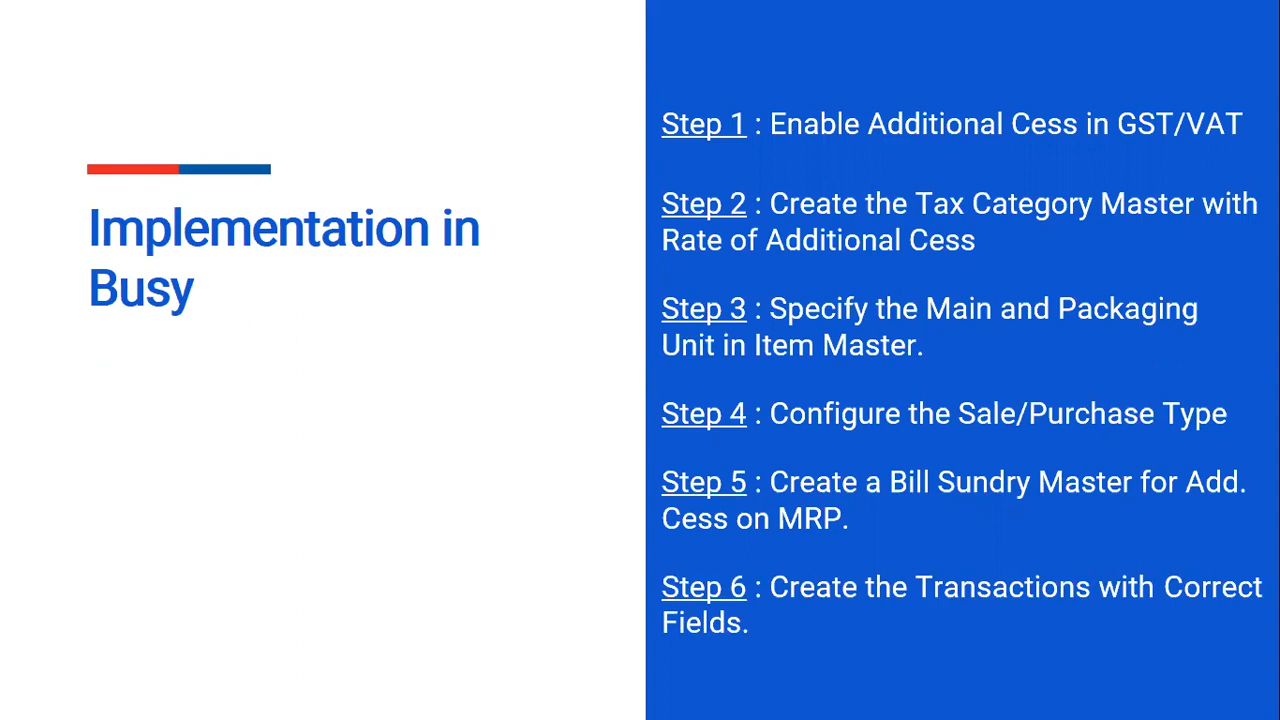 Implementation in
Busy
Step 1 : Enable Additional Cess in GST/VAT
Step 2 : Create the Tax Category Master with
Rate of Additional Cess
Step 3 : Specify the Main and Packaging
Unit in Item Master.
Step 4 : Configure the Sale/Purchase Type
Step 5 : Create a Bill Sundry Master for Add.
Cess on MRP.
Step 6 : Create the Transactions with Correct
Fields.